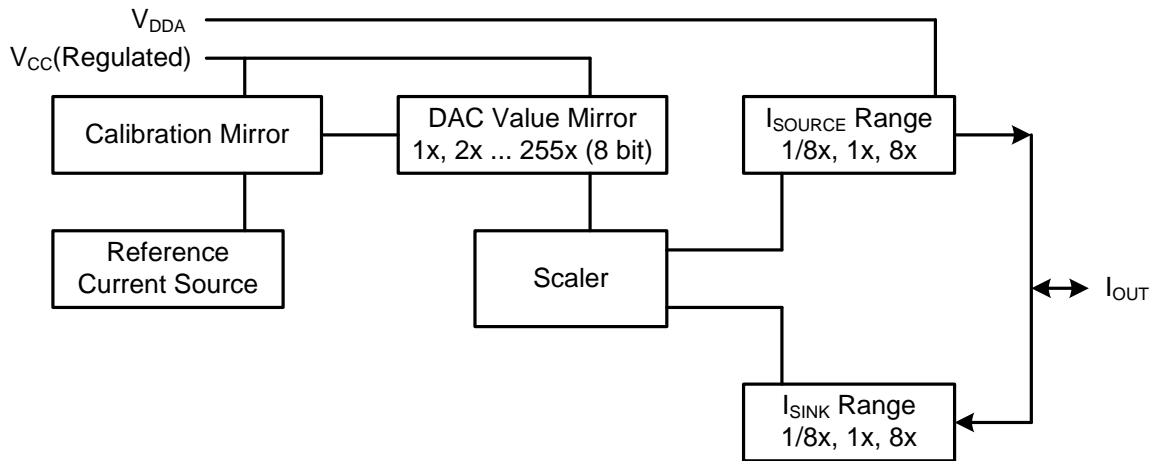 VDDA
VCC(Regulated)
Calibration Mirror
DAC Value Mirror
1x, 2x ... 255x (8 bit)
ISOURCE Range
1/8x, 1x, 8x
Reference
Current Source
Scaler
IOUT
ISINK Range
1/8x, 1x, 8x